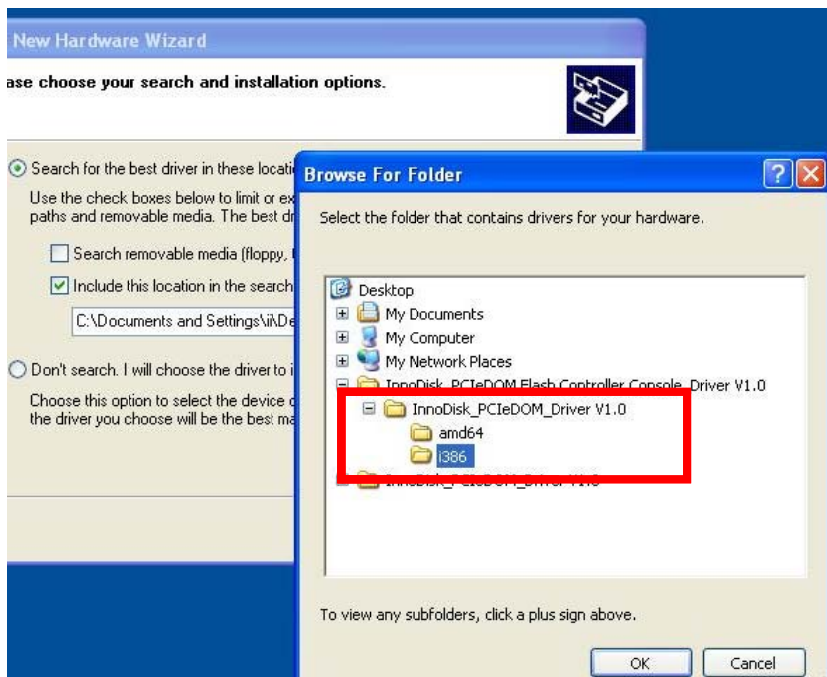 New Hardware Wizard
ase choose your search and installation options.
Search for the best driver in these locati
Use the check boxes below to limit or ex
paths and removable media. The best dr
Search removable media (floppy,
Include this location in the search
C:\Documents and Settings\ii\De
Don't search. I will choose the driver to i
Choose this option to select the device d
the driver you choose will be the best ma
Browse For Folder
Select the folder that contains drivers for your hardware.
Desktop
My Documents
My Computer
My Network Places
InnoDisk_PCIeDOM Flash Controller Console_Driver V1.0
InnoDisk_PCIeDOM_Driver V1.0
amd64
i386
InnoDisk_PCIeDOM_Driver V1.0
To view any subfolders, click a plus sign above.
OK
Cancel